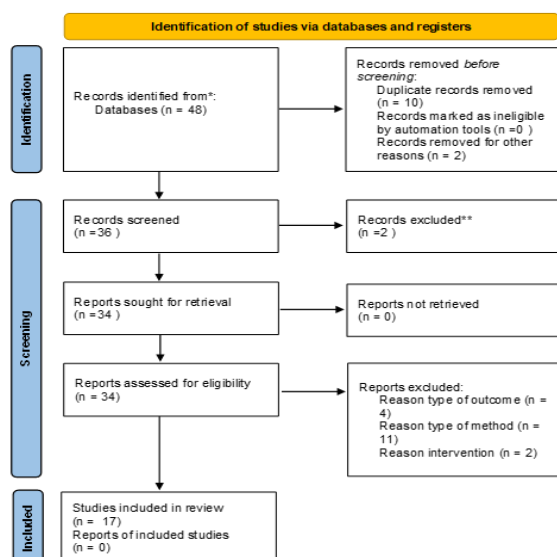 Identification of studies via databases and registers
Identification
Records identified from*:
Databases (n = 48)
Records removed before
screening:
Duplicate records removed
(n = 10)
Records marked as ineligible
by automation tools (n =0 )
Records removed for other
reasons (n = 2)
Screening
Records screened
(n =36 )
Records excluded**
(n =2 )
Reports sought for retrieval
(n =34 )
Reports not retrieved
(n = 0)
Reports assessed for eligibility
(n = 34)
Reports excluded:
Reason type of outcome (n =
4)
Reason type of method (n =
11)
Reason intervention (n = 2)
Included
Studies included in review
(n = 17)
Reports of included studies
(n = 0)